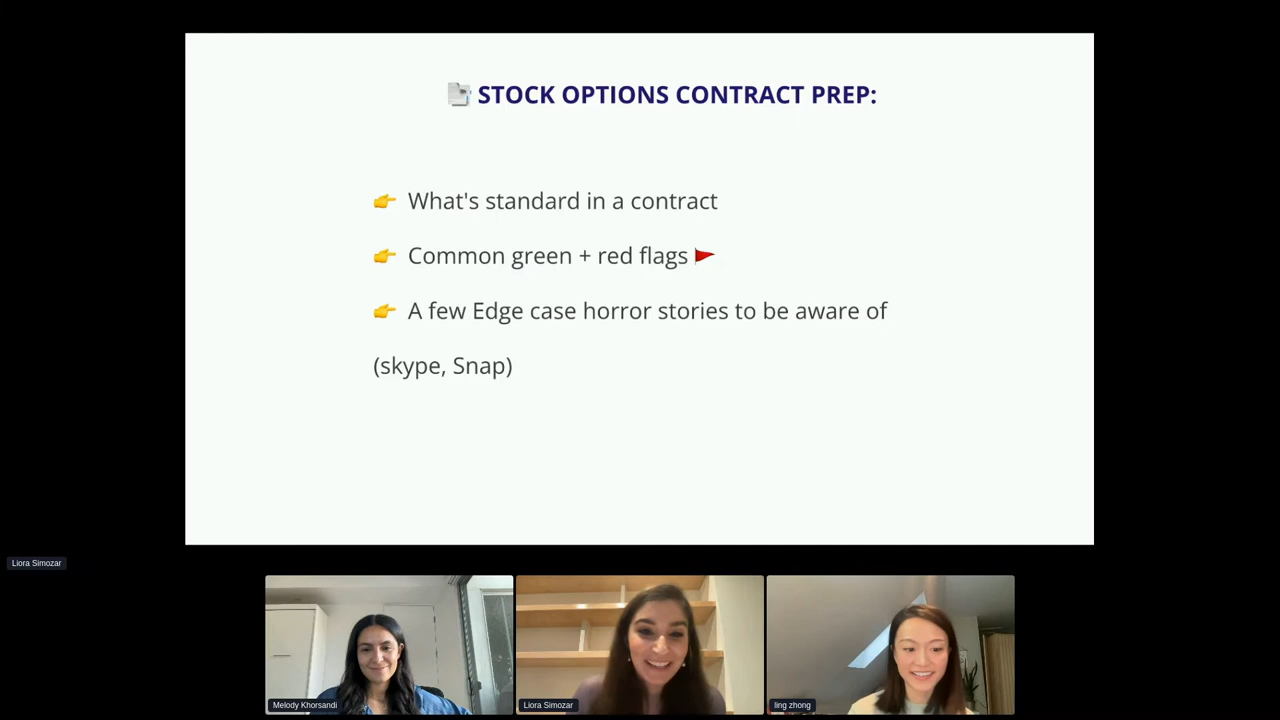 STOCK OPTIONS CONTRACT PREP:
What's standard in a contract
Common green + red flags
A few Edge case horror stories to be aware of
(skype, Snap)
Liora Simozar
Melody Khorsandi
Liora Simozar
ling zhong